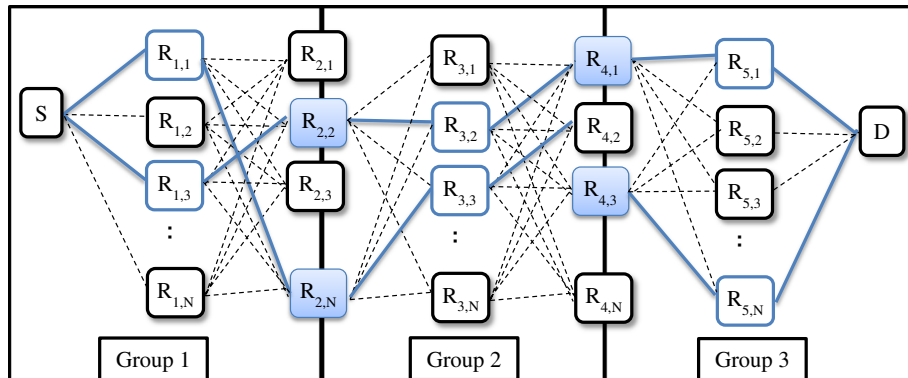 S
R1,1
R1,2
R1,3
:
R1,N
R2,1
R2,2
R2,3
R2,N
R3,1
R3,2
R3,3
:
R3,N
R4,1
R4,2
R4,3
R4,N
R5,1
R5,2
R5,3
:
R5,N
D
Group 1
Group 2
Group 3